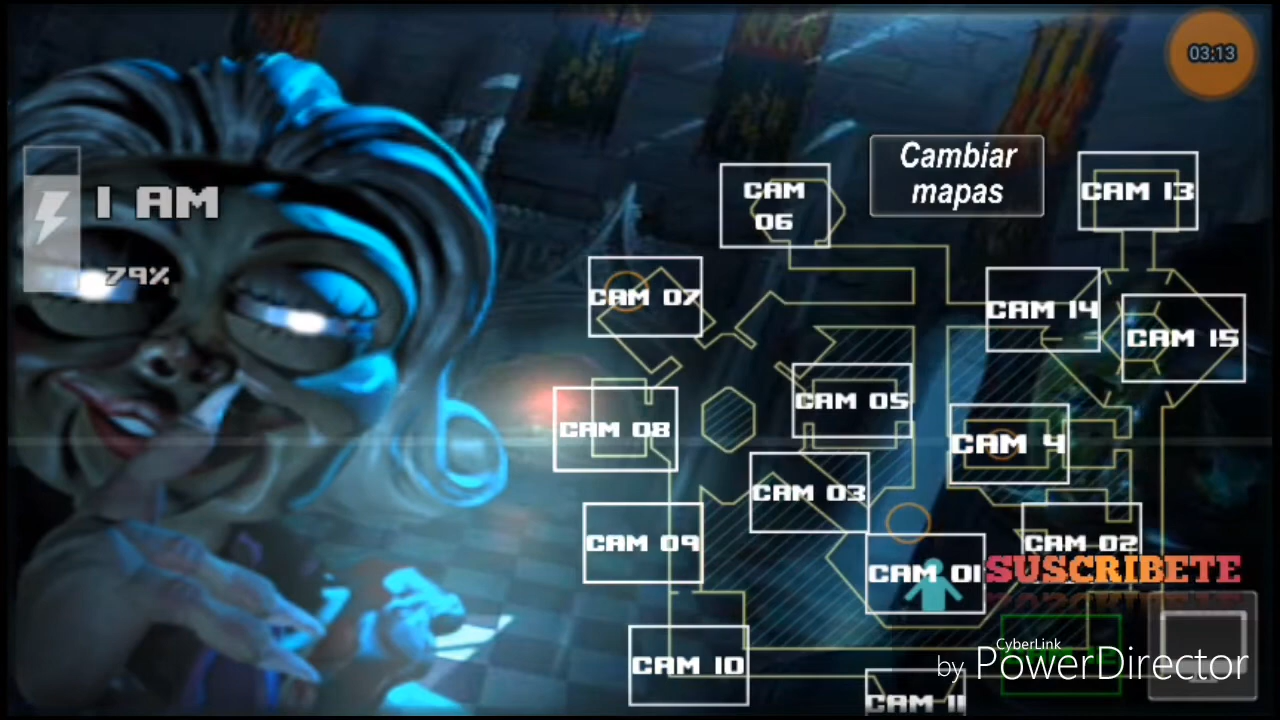 03:13
Cambiar
mapas
CAM
06
CAM 13
I AM
79%
CAM 07
CAM 14
CAM 15
CAM 05
CAM 08
CAM 4
CAM 03
CAM 09
CAM 02
CAM 01
SUSCRIBETE
CyberLink
by PowerDirector
CAM 10
CAM 11